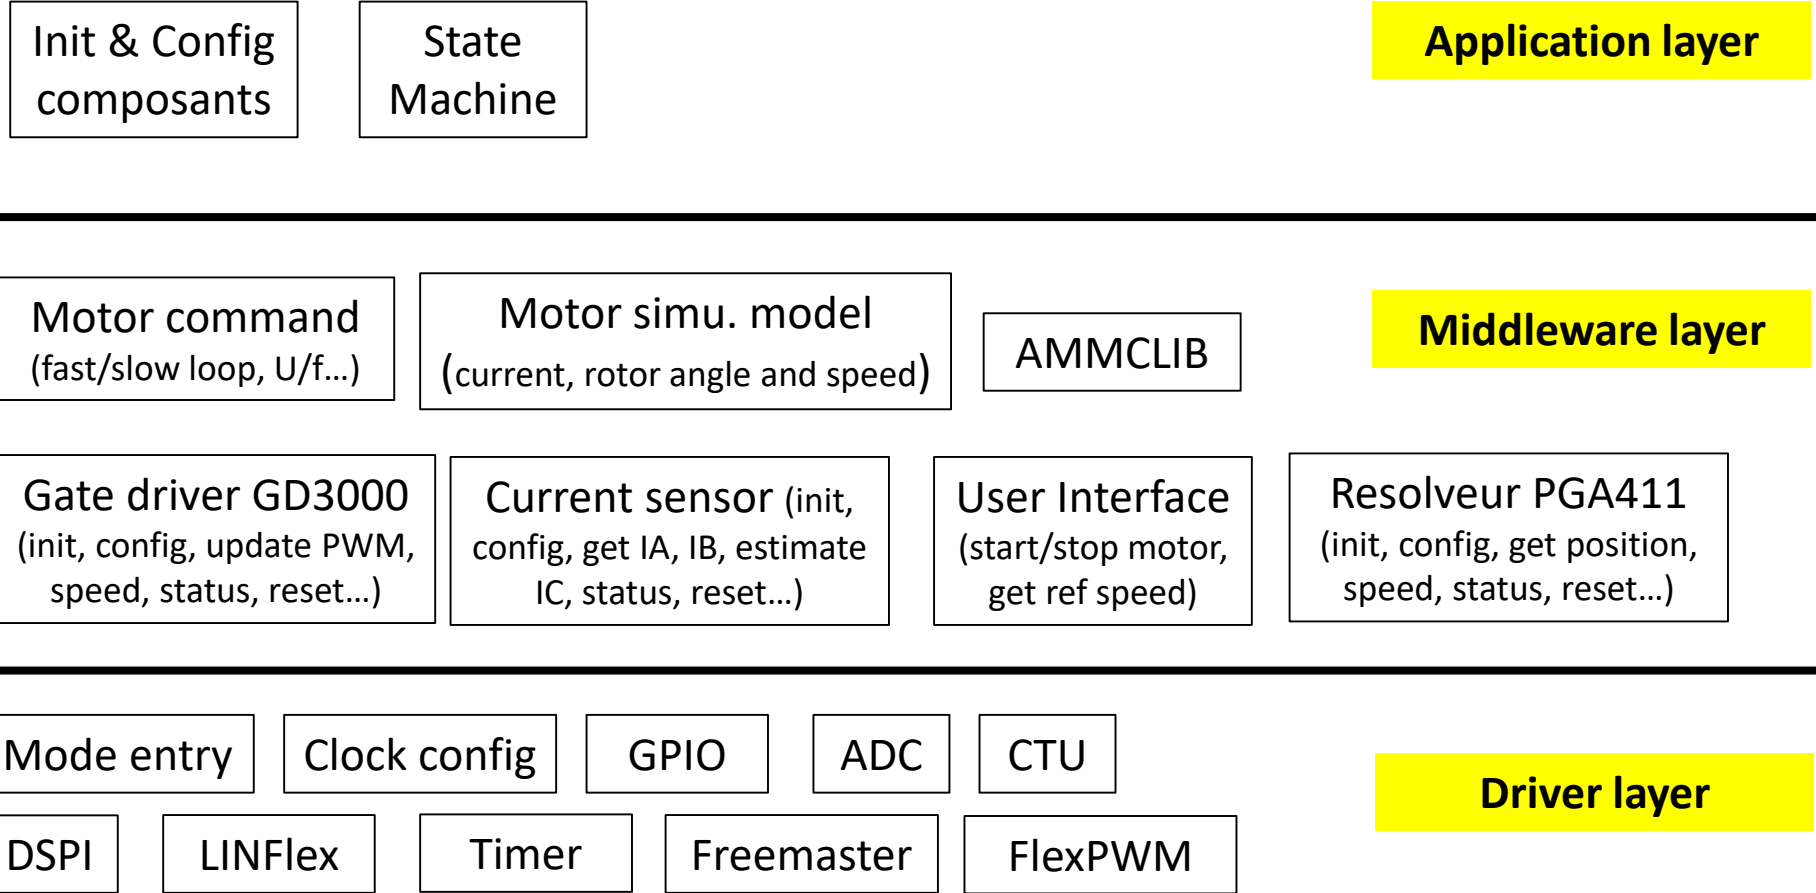 Init & Config
composants
State
Machine
Application layer
Motor command
(fast/slow loop, U/f...)
Motor simu. model
(current, rotor angle and speed)
AMMCLIB
Middleware layer
Gate driver GD3000
(init, config, update PWM,
speed, status, reset...)
Current sensor (init,
config, get IA, IB, estimate
IC, status, reset...)
User Interface
(start/stop motor,
get ref speed)
Resolveur PGA411
(init, config, get position,
speed, status, reset...)
Mode entry
Clock config
GPIO
ADC
CTU
Driver layer
DSPI
LINFlex
Timer
Freemaster
FlexPWM